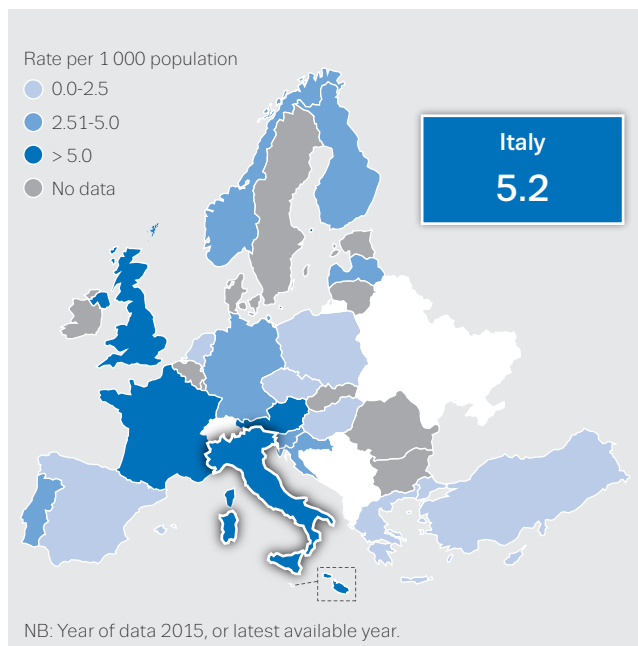 Rate per 1 000 population
0.0-2.5
2.51-5.0
> 5.0
No data
Italy
5.2
NB: Year of data 2015, or latest available year.